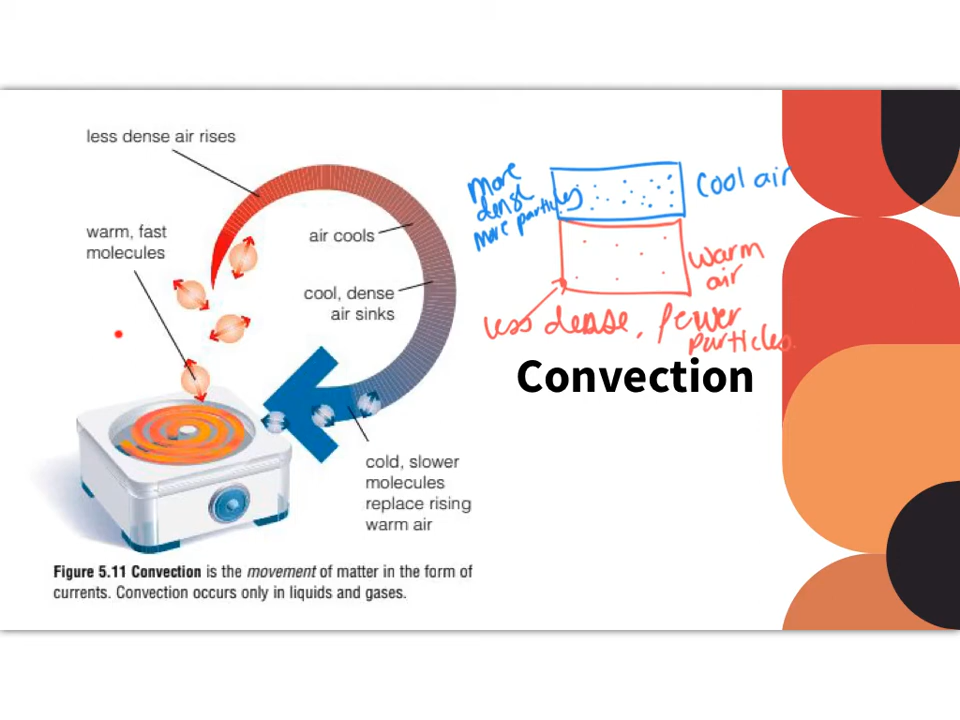 less dense air rises
warm, fast
molecules
air cools
cool, dense
air sinks
cold, slower
molecules
replace rising
warm air
Figure 5.11 Convection is the movement of matter in the form of
currents. Convection occurs only in liquids and gases.
more
dense
more particles
Cool air
warm
air
less dense, fewer
particles.
Convection